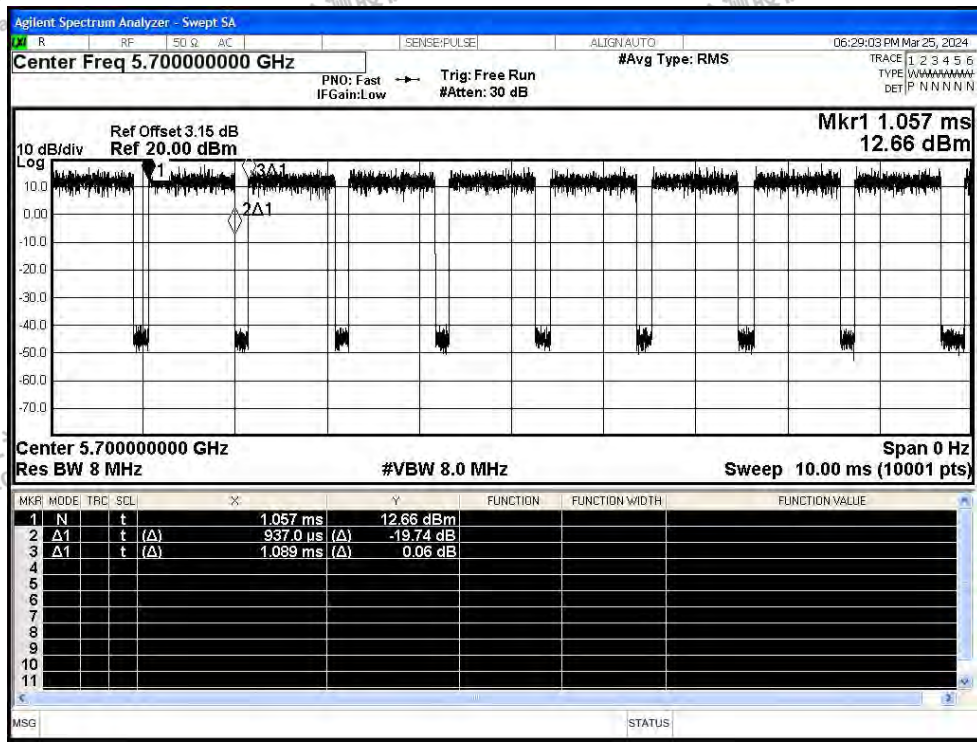 Agilent Spectrum Analyzer - Swept SA
LXI R RF 50 Ω AC SENSE:PULSE ALIGN AUTO 06:29:03 PM Mar 25, 2024
Center Freq 5.700000000 GHz
PNO: Fast
IFGain:Low
Trig: Free Run
#Atten: 30 dB
#Avg Type: RMS
TRACE 1 2 3 4 5 6
TYPE WWWWWW
DET P N N N N N
Mkr1 1.057 ms
12.66 dBm
Ref Offset 3.15 dB
10 dB/div Ref 20.00 dBm
Log
1 3Δ1
10.0
0.00 2Δ1
-10.0
-20.0
-30.0
-40.0
-50.0
-60.0
-70.0
Center 5.700000000 GHz Span 0 Hz
Res BW 8 MHz #VBW 8.0 MHz Sweep 10.00 ms (10001 pts)
MKR MODE TRC SCL X Y FUNCTION FUNCTION WIDTH FUNCTION VALUE
1 N t 1.057 ms 12.66 dBm
2 Δ1 t (Δ) 937.0 µs (Δ) -19.74 dB
3 Δ1 t (Δ) 1.089 ms (Δ) 0.06 dB
4
5
6
7
8
9
10
11
MSG STATUS